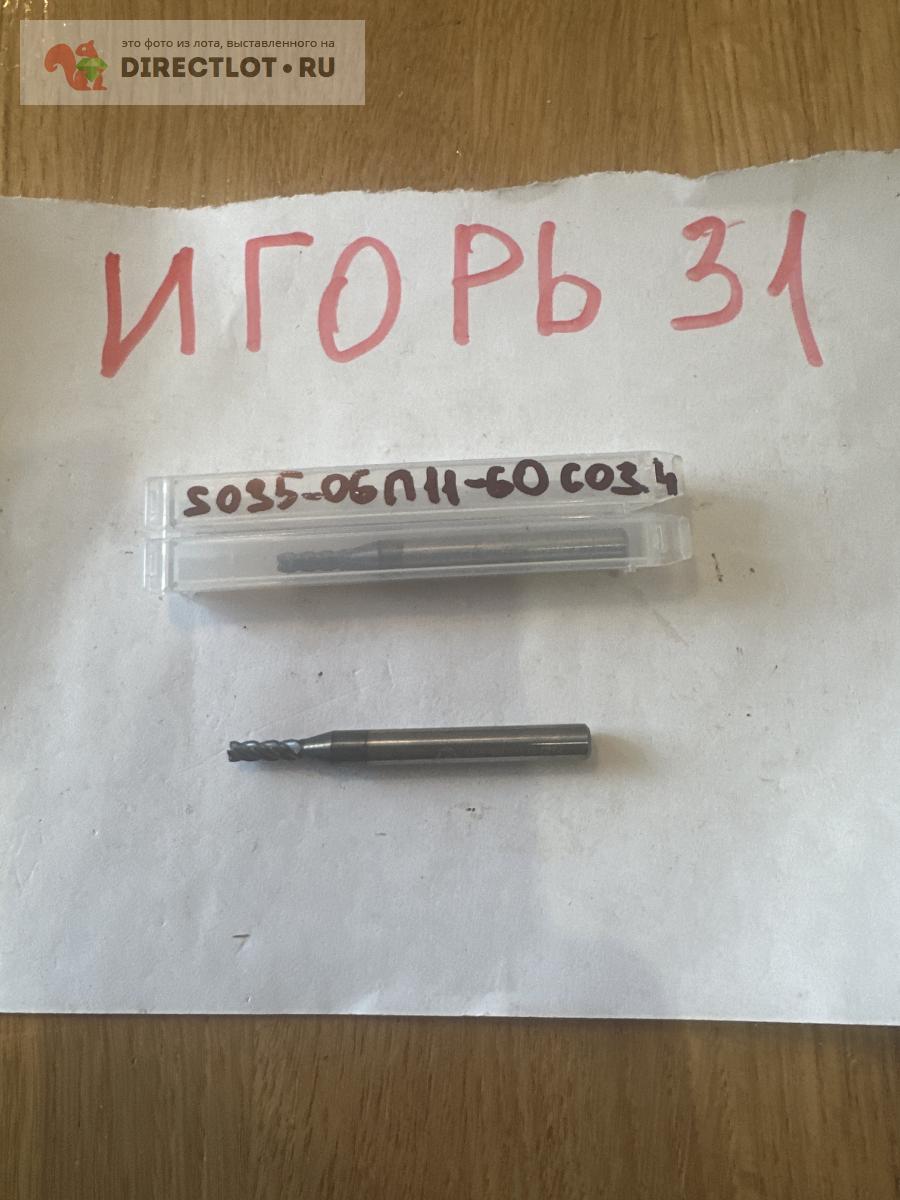 это фото из лота, выставленного на
DIRECTLOT•RU
ИГОРЬ 31
S035-06П11-60 C03.4